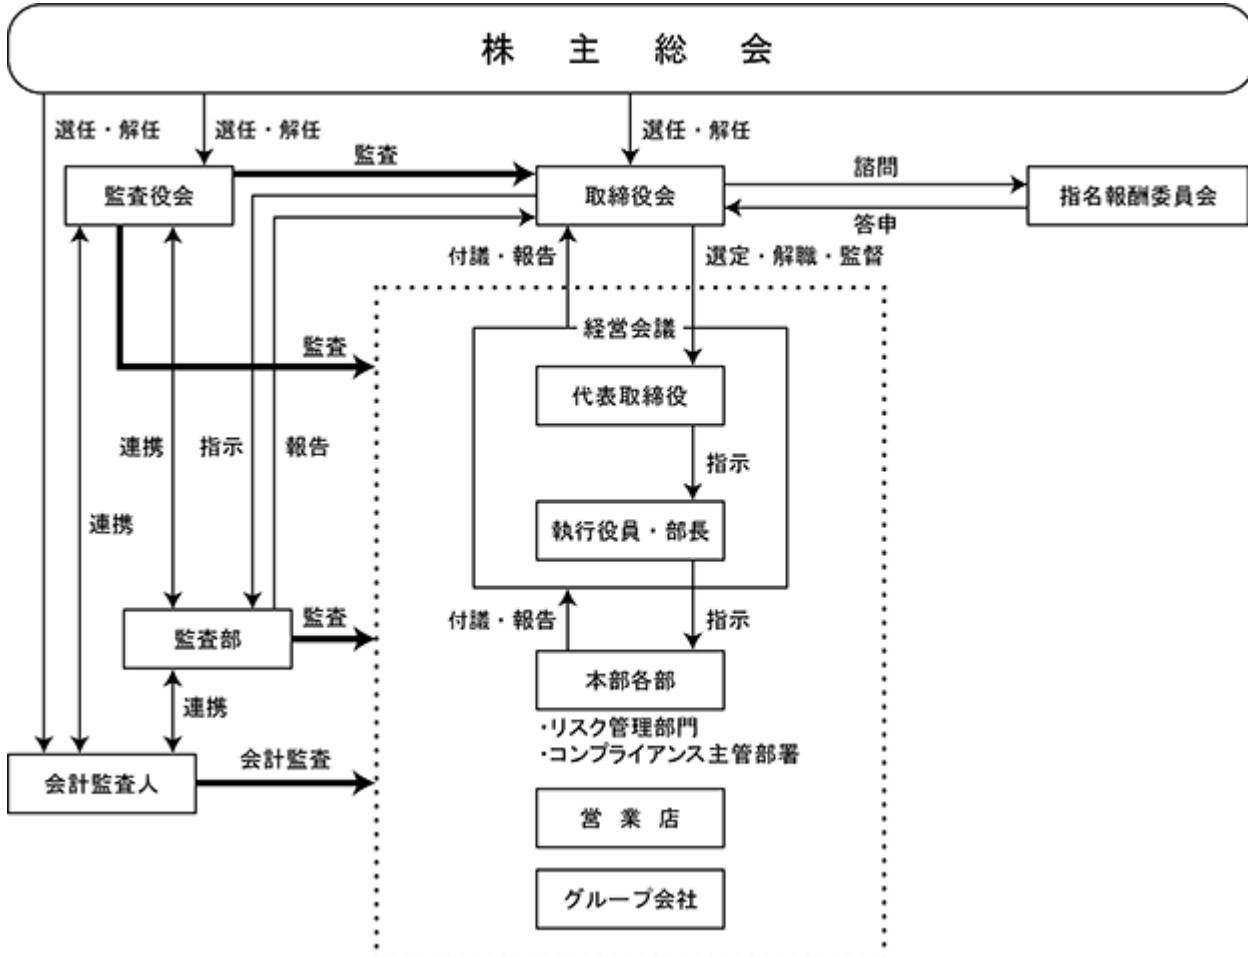 株主総会
選任・解任
選任・解任
選任・解任
監査
諮問
監査役会
取締役会
指名報酬委員会
答申
付議・報告
選定・解職・監督
経営会議
監査
代表取締役
連携
指示
報告
指示
連携
執行役員・部長
監査
付議・報告
指示
監査部
本部各部
連携
・リスク管理部門
・コンプライアンス主管部署
会計監査
会計監査人
営業店
グループ会社